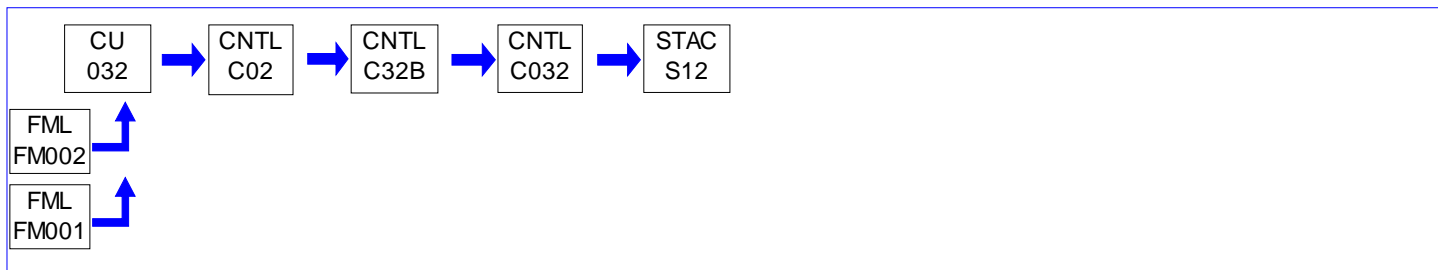 CU
032
CNTL
C02
CNTL
C32B
CNTL
C032
STAC
S12
FML
FM002
FML
FM001